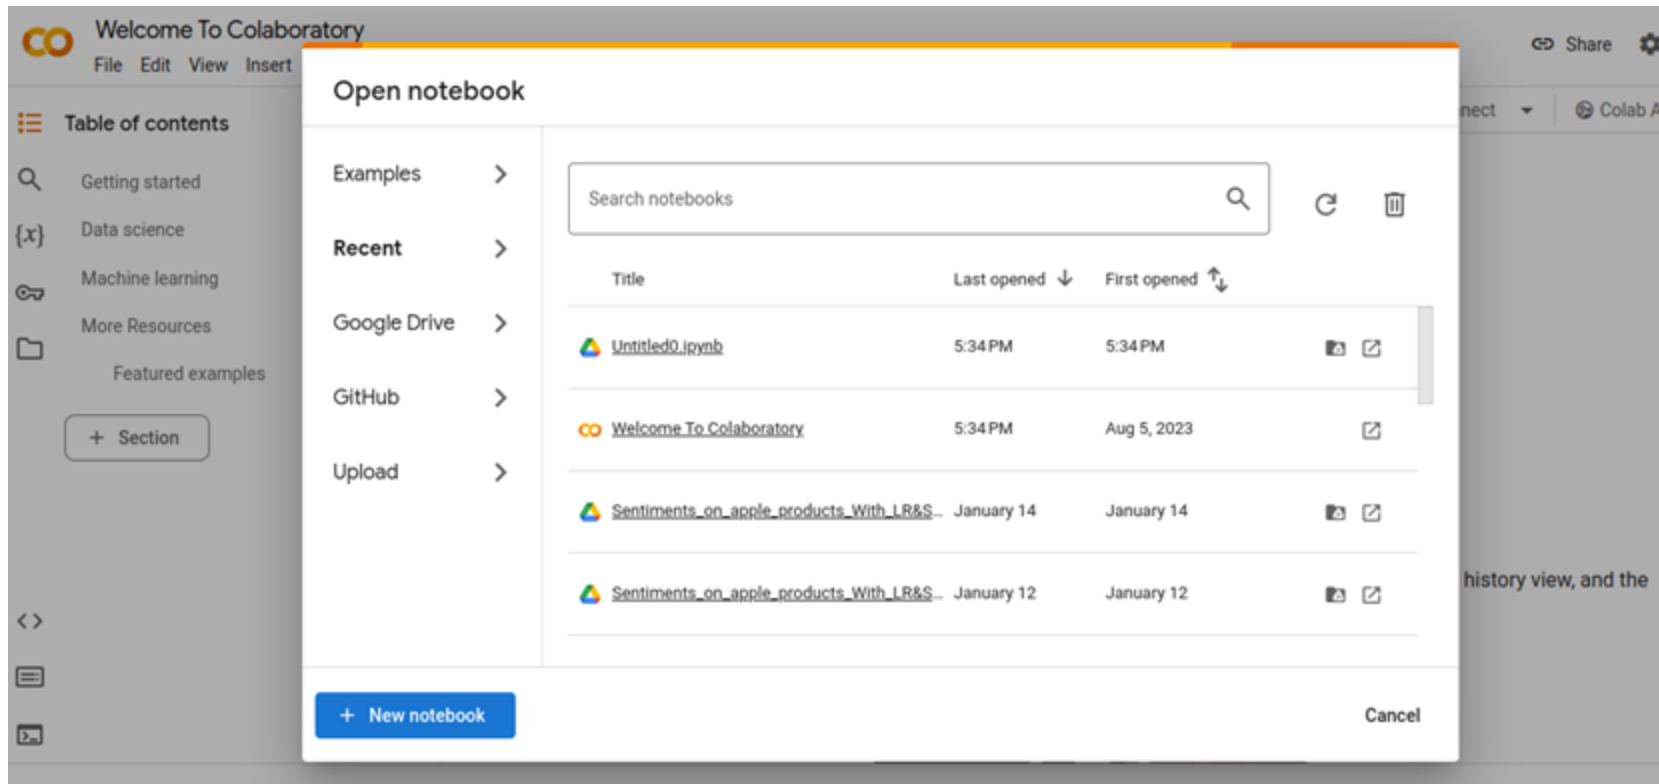 Welcome To Colaboratory
File Edit View Insert
Share
Table of contents
Getting started
Data science
Machine learning
More Resources
Featured examples
+ Section
Open notebook
Examples
Recent
Google Drive
GitHub
Upload
Search notebooks
Title Last opened First opened
Untitled0.ipynb 5:34 PM 5:34 PM
Welcome To Colaboratory 5:34 PM Aug 5, 2023
Sentiments_on_apple_products_With_LR&S... January 14 January 14
Sentiments_on_apple_products_With_LR&S... January 12 January 12
+ New notebook
Cancel
nnect
Colab A
history view, and the